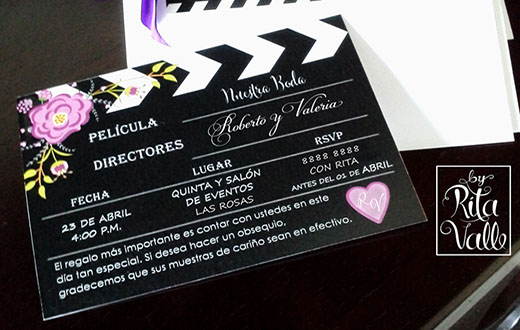 PELÍCULA
Nuestra Boda
DIRECTORES
Roberto y Valeria
FECHA
LUGAR
RSVP
23 DE ABRIL
4:00 P.M.
QUINTA Y SALÓN
DE EVENTOS
LAS ROSAS
8888 8888
CON RITA
ANTES DEL 01 DE ABRIL
R V
El regalo más importante es contar con ustedes en este
día tan especial. Si desea hacer un obsequio,
gradecemos que sus muestras de cariño sean en efectivo.
by
Rita
Valle